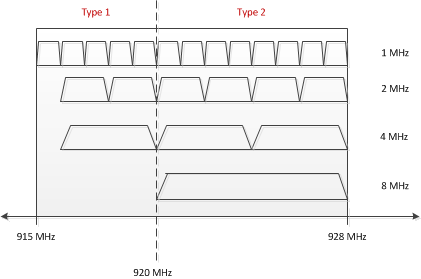 Type 1 Type 2
1 MHz
2 MHz
4 MHz
8 MHz
915 MHz 928 MHz
920 MHz